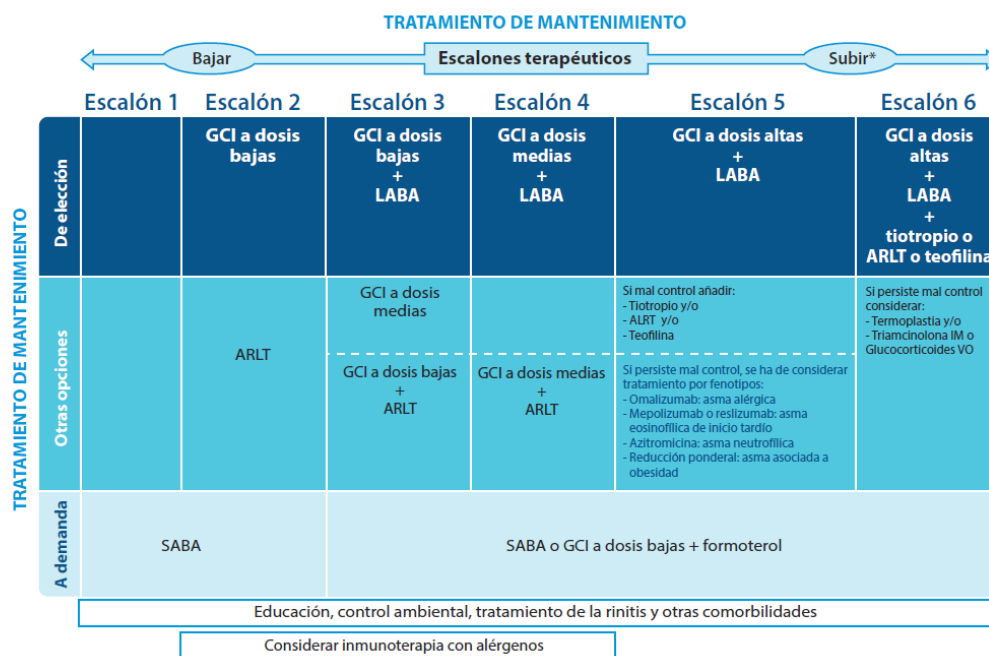 TRATAMIENTO DE MANTENIMIENTO
Bajar
Escalones terapéuticos
Subir*
Escalón 1
Escalón 2
Escalón 3
Escalón 4
Escalón 5
Escalón 6
TRATAMIENTO DE MANTENIMIENTO
De elección
GCI a dosis
bajas
GCI a dosis
bajas
+
LABA
GCI a dosis
medias
+
LABA
GCI a dosis altas
+
LABA
GCI a dosis
altas
+
LABA
+
tiotropio o
ARLT o teofilina
Otras opciones
ARLT
GCI a dosis
medias
GCI a dosis bajas
+
ARLT
GCI a dosis medias
+
ARLT
Si mal control añadir:
- Tiotropio y/o
- ALRT y/o
- Teofilina
Si persiste mal control, se ha de considerar
tratamiento por fenotipos:
- Omalizumab: asma alérgica
- Mepolizumab o reslizumab: asma
eosinofílica de inicio tardío
- Azitromicina: asma neutrofílica
- Reducción ponderal: asma asociada a
obesidad
Si persiste mal control
considerar:
- Termoplastia y/o
- Triamcinolona IM o
Glucocorticoides VO
A demanda
SABA
SABA o GCI a dosis bajas + formoterol
Educación, control ambiental, tratamiento de la rinitis y otras comorbilidades
Considerar inmunoterapia con alérgenos